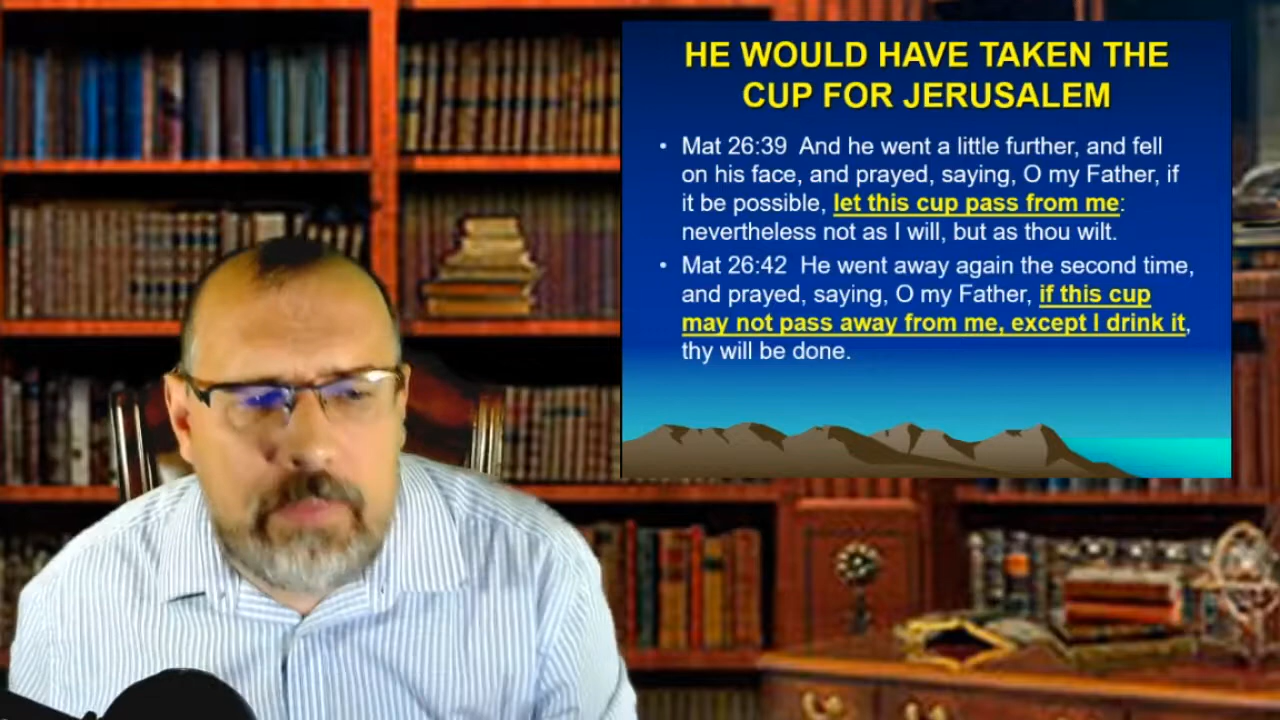 HE WOULD HAVE TAKEN THE
CUP FOR JERUSALEM
• Mat 26:39  And he went a little further, and fell
on his face, and prayed, saying, O my Father, if
it be possible, let this cup pass from me:
nevertheless not as I will, but as thou wilt.
• Mat 26:42  He went away again the second time,
and prayed, saying, O my Father, if this cup
may not pass away from me, except I drink it,
thy will be done.